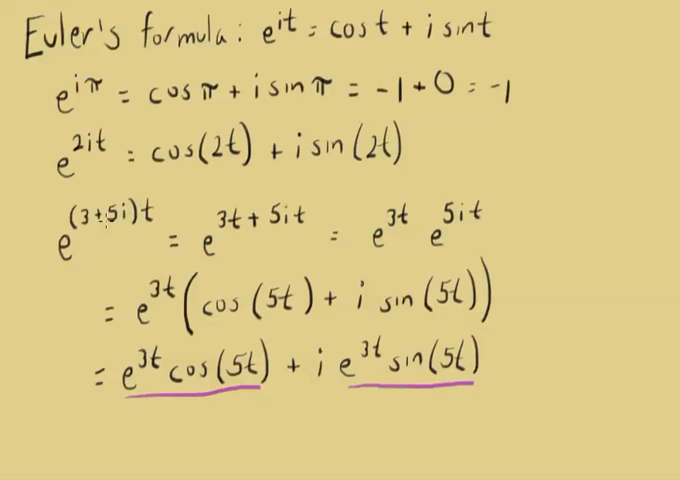 Euler's formula: e^{it} = cos t + i sin t
e^{iπ} = cos π + i sin π = -1 + 0 = -1
e^{2it} = cos(2t) + i sin(2t)
e^{(3+5i)t} = e^{3t+5it} = e^{3t} e^{5it}
= e^{3t}(cos(5t) + i sin(5t))
= e^{3t} cos(5t) + i e^{3t} sin(5t)